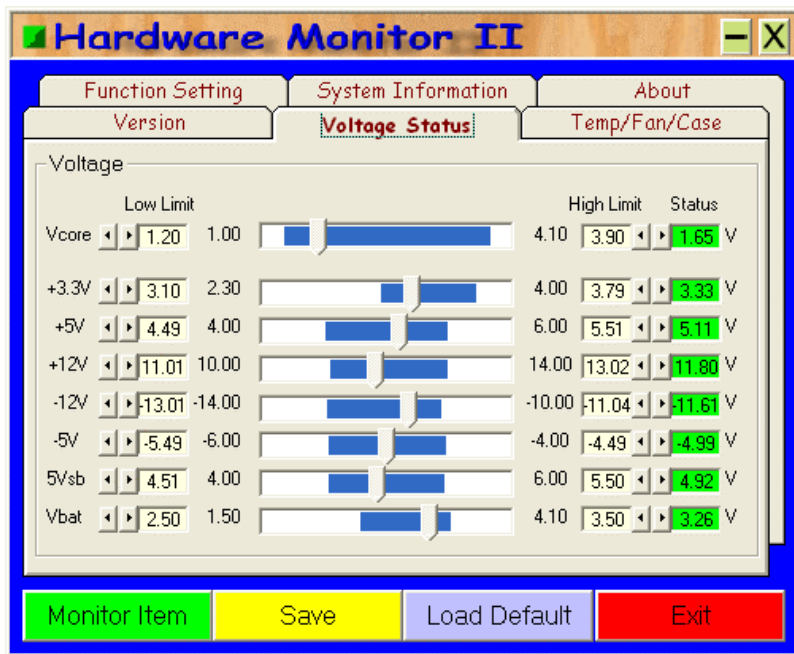 Hardware Monitor II
Function Setting System Information About
Version Voltage Status Temp/Fan/Case
Voltage
Low Limit High Limit Status
Vcore 1.20 1.00 4.10 3.90 1.65 V
+3.3V 3.10 2.30 4.00 3.79 3.33 V
+5V 4.49 4.00 6.00 5.51 5.11 V
+12V 11.01 10.00 14.00 13.02 11.80 V
-12V -13.01 -14.00 -10.00 -11.04 -11.61 V
-5V -5.49 -6.00 -4.00 -4.49 -4.99 V
5Vsb 4.51 4.00 6.00 5.50 4.92 V
Vbat 2.50 1.50 4.10 3.50 3.26 V
Monitor Item Save Load Default Exit